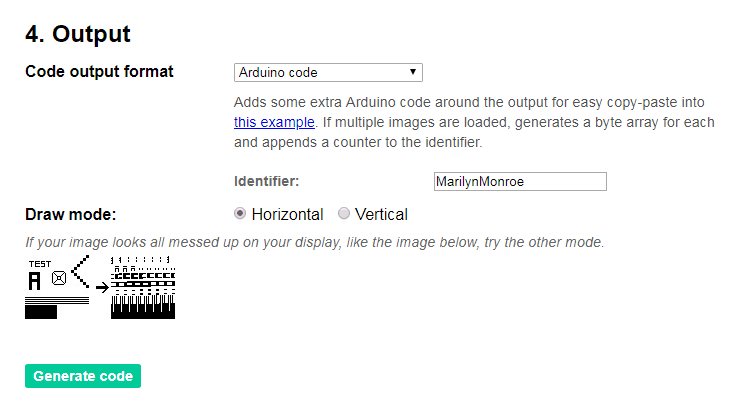 4. Output
Code output format
Arduino code
Adds some extra Arduino code around the output for easy copy-paste into
this example. If multiple images are loaded, generates a byte array for each
and appends a counter to the identifier.
Identifier:
MarilynMonroe
Draw mode:
Horizontal
Vertical
If your image looks all messed up on your display, like the image below, try the other mode.
TEST
A
Generate code